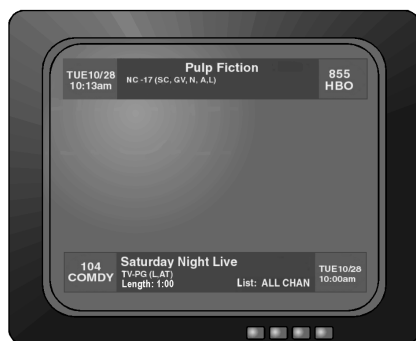 TUE10/28
10:13am
Pulp Fiction
NC -17 (SC, GV, N, A,L)
855
HBO
104
COMDY
Saturday Night Live
TV-PG (L,AT)
Length: 1:00
List: ALL CHAN
TUE10/28
10:00am